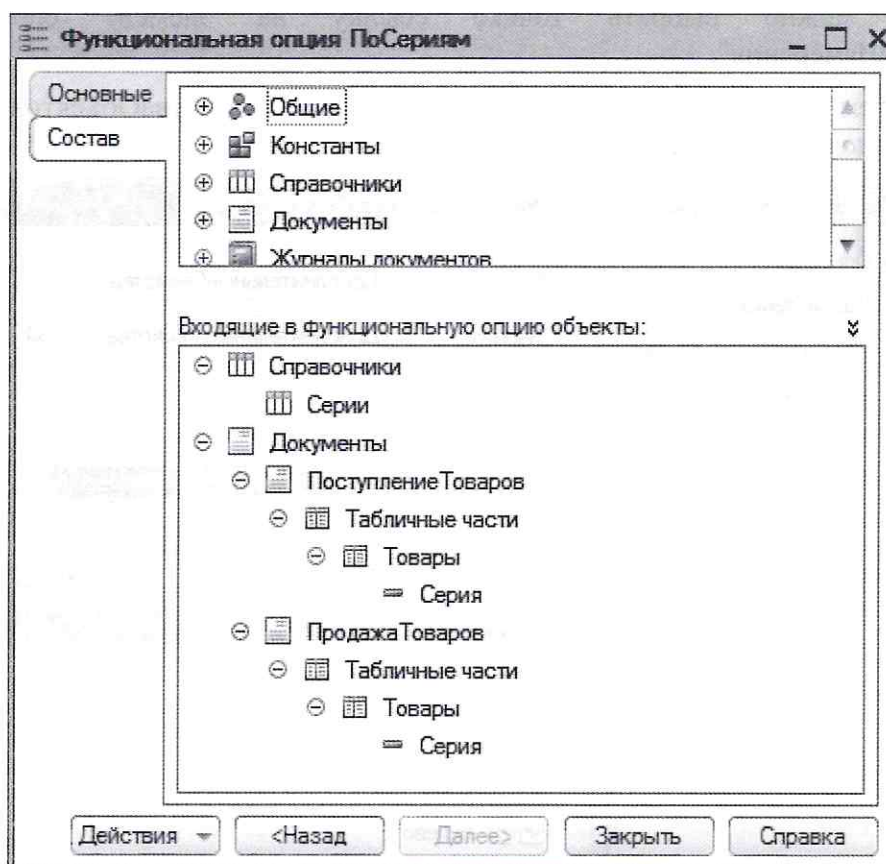 Функциональная опция ПоСериям
Основные
Состав
Общие
Константы
Справочники
Документы
Журналы документов
Входящие в функциональную опцию объекты:
Справочники
Серии
Документы
ПоступлениеТоваров
Табличные части
Товары
Серия
ПродажаТоваров
Табличные части
Товары
Серия
Действия
<Назад
Далее>
Закрыть
Справка